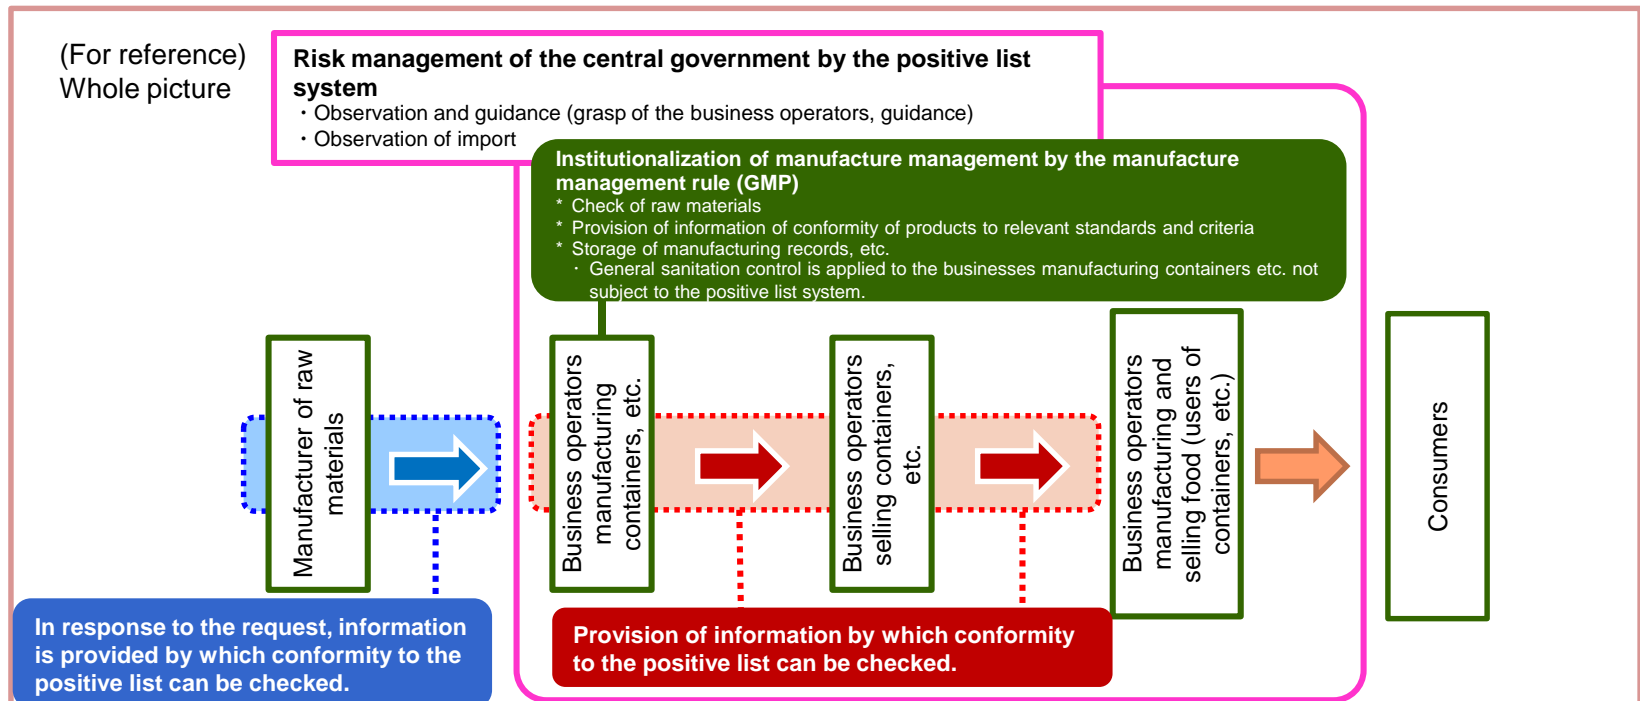 (For reference)
Whole picture
Risk management of the central government by the positive list
system
・Observation and guidance (grasp of the business operators, guidance)
・Observation of import
Institutionalization of manufacture management by the manufacture
management rule (GMP)
* Check of raw materials
* Provision of information of conformity of products to relevant standards and criteria
* Storage of manufacturing records, etc.
・General sanitation control is applied to the businesses manufacturing containers etc. not
subject to the positive list system.
Manufacturer of raw
materials
Business operators
manufacturing
containers, etc.
Business operators
selling containers,
etc.
Business operators
manufacturing and
selling food (users of
containers, etc.)
Consumers
In response to the request, information
is provided by which conformity to the
positive list can be checked.
Provision of information by which conformity
to the positive list can be checked.